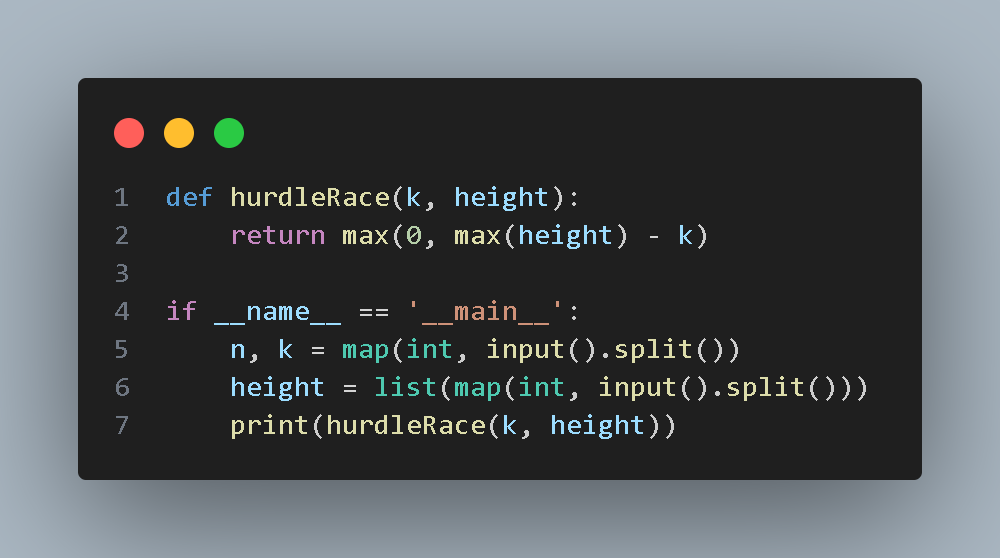 1 def hurdleRace(k, height):
2     return max(0, max(height) - k)
3
4 if __name__ == '__main__':
5     n, k = map(int, input().split())
6     height = list(map(int, input().split()))
7     print(hurdleRace(k, height))